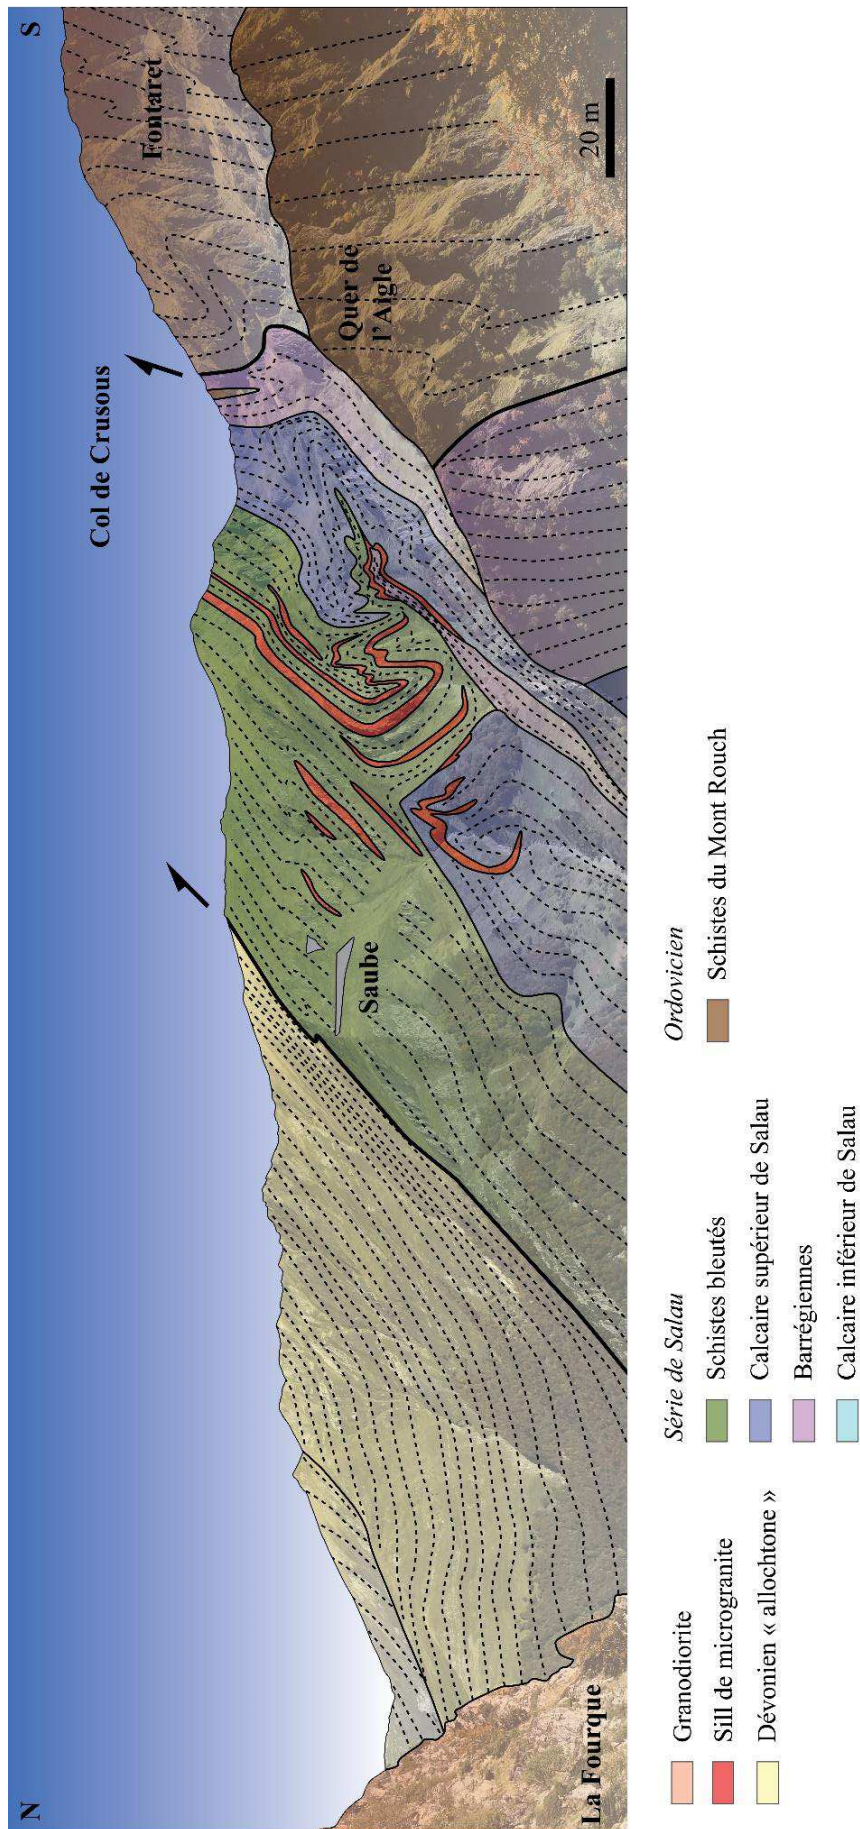 N
S
Col de Crusous
Fontaret
Quer de
l'Aigle
Saube
La Fourque
20 m
Granodiorite
Sill de microgranite
Dévonien « allochtone »
Série de Salau
Schistes bleutés
Calcaire supérieur de Salau
Barrégiennes
Calcaire inférieur de Salau
Ordovicien
Schistes du Mont Rouch